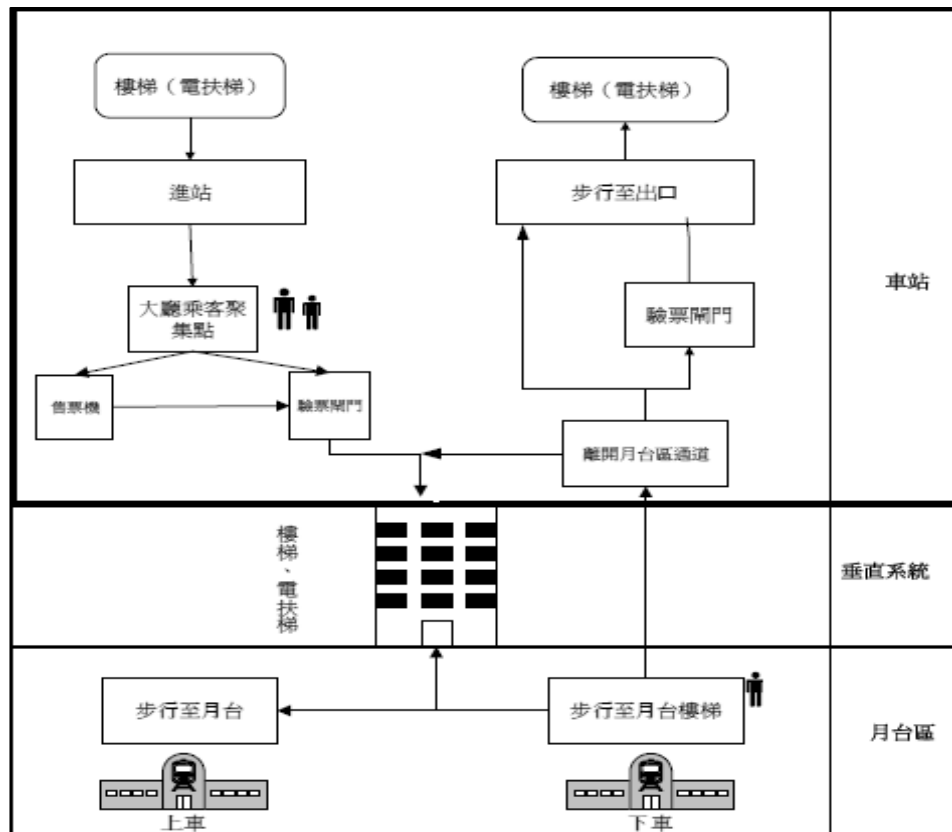 樓梯（電扶梯）
樓梯（電扶梯）
進站
步行至出口
車站
大廳乘客聚
集點
驗票閘門
售票機
驗票閘門
離開月台區通道
樓梯、電扶梯
垂直系統
步行至月台
步行至月台樓梯
月台區
上車
下車